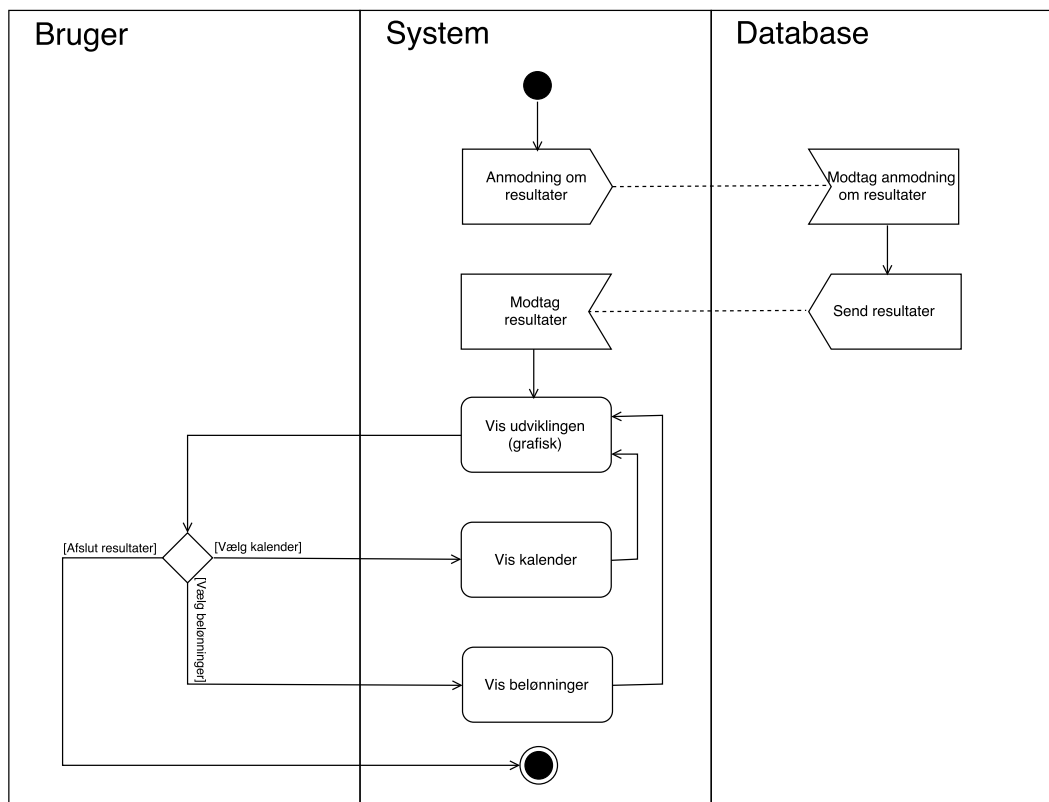 Bruger
System
Database
Anmodning om
resultater
Modtag anmodning
om resultater
Modtag
resultater
Send resultater
Vis udviklingen
(grafisk)
[Afslut resultater]
[Vælg kalender]
[Vælg belønninger]
Vis kalender
Vis belønninger